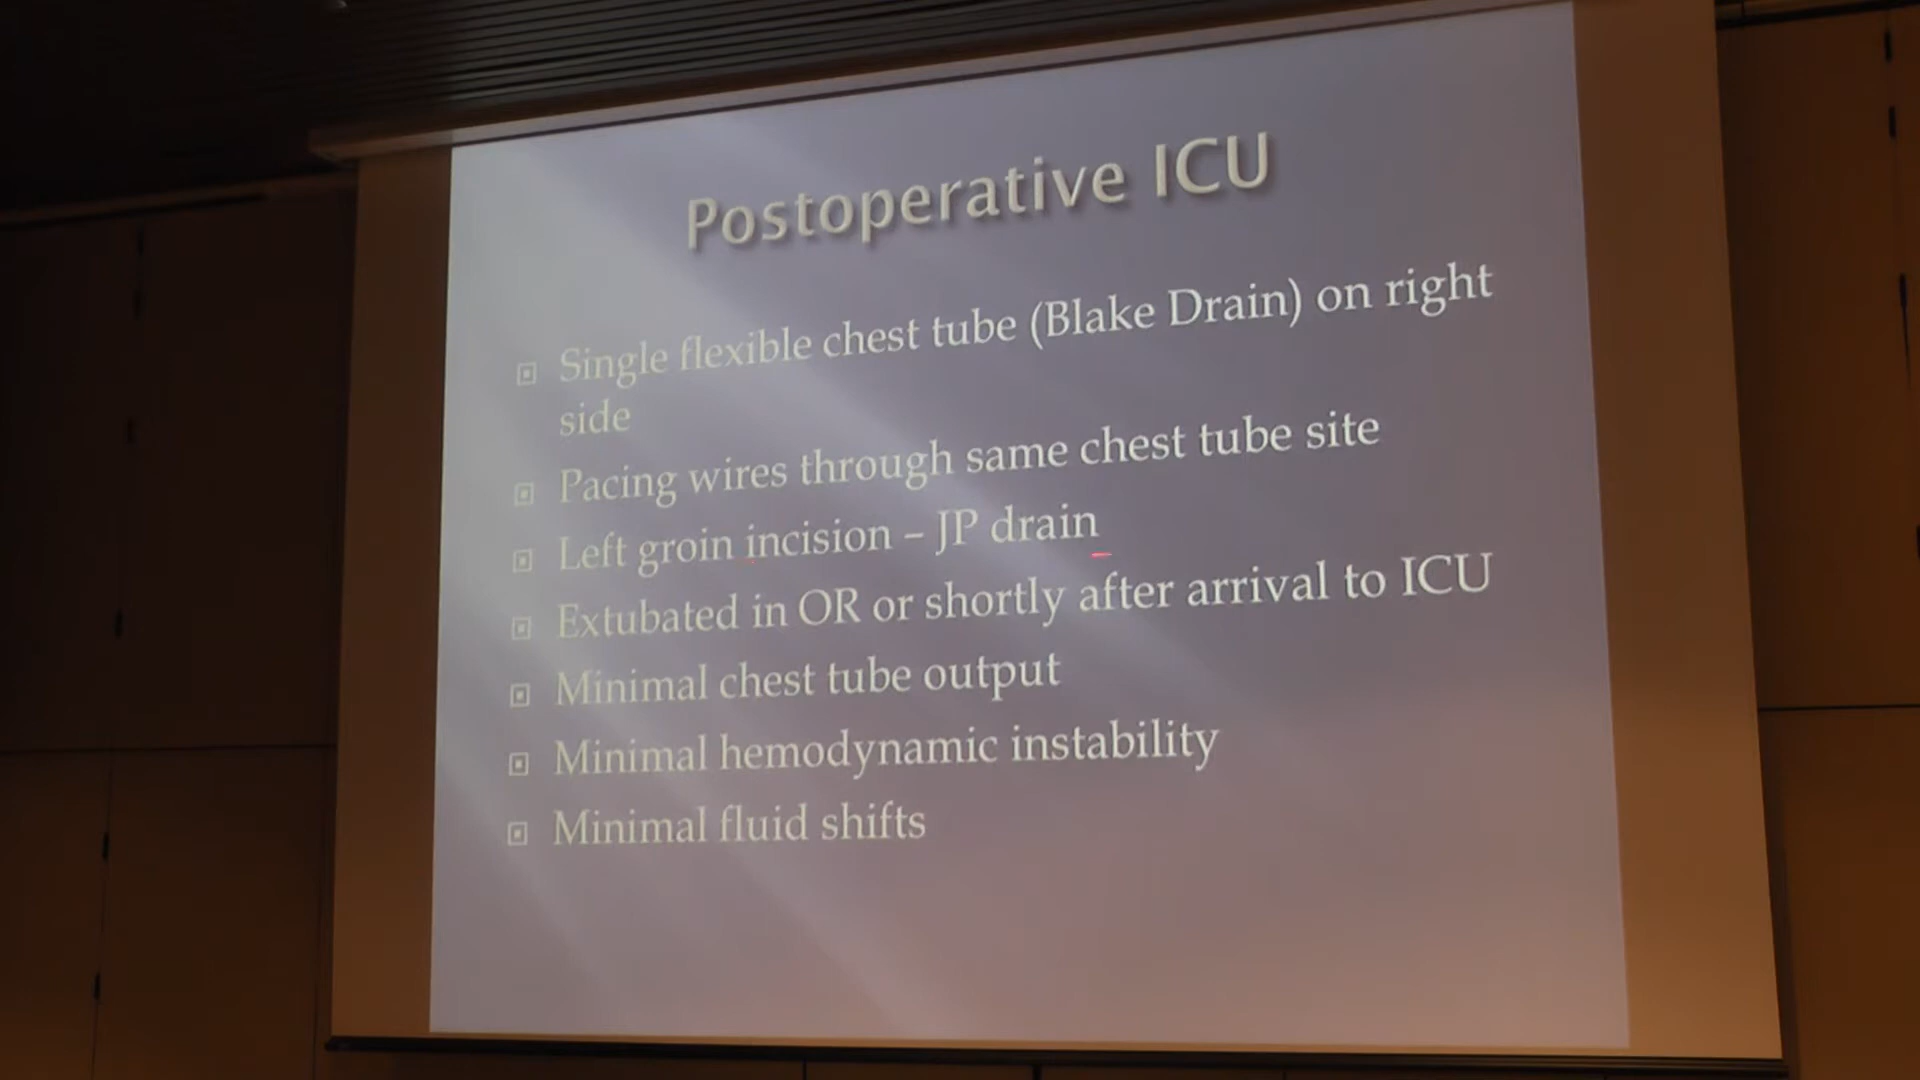 Postoperative ICU
Single flexible chest tube (Blake Drain) on right
side
Pacing wires through same chest tube site
Left groin incision – JP drain
Extubated in OR or shortly after arrival to ICU
Minimal chest tube output
Minimal hemodynamic instability
Minimal fluid shifts